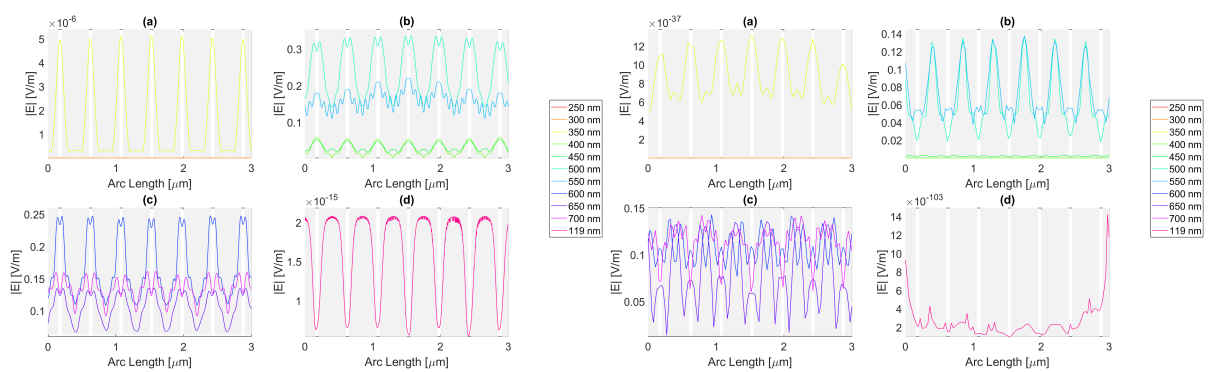 (a)
×10⁻⁶
5
4
3
2
1
|E| [V/m]
0 1 2 3
Arc Length [μm]
(b)
0.3
0.2
0.1
|E| [V/m]
0 1 2 3
Arc Length [μm]
(c)
0.25
0.2
0.15
0.1
|E| [V/m]
0 1 2 3
Arc Length [μm]
(d)
×10⁻¹⁵
2
1.5
1
|E| [V/m]
0 1 2 3
Arc Length [μm]
250 nm
300 nm
350 nm
400 nm
450 nm
500 nm
550 nm
600 nm
650 nm
700 nm
119 nm
(a)
×10⁻³⁷
12
10
8
6
4
2
|E| [V/m]
0 1 2 3
Arc Length [μm]
(b)
0.14
0.12
0.1
0.08
0.06
0.04
0.02
|E| [V/m]
0 1 2 3
Arc Length [μm]
(c)
0.15
0.1
0.05
|E| [V/m]
0 1 2 3
Arc Length [μm]
(d)
×10⁻¹⁰³
14
12
10
8
6
4
2
|E| [V/m]
0 1 2 3
Arc Length [μm]
250 nm
300 nm
350 nm
400 nm
450 nm
500 nm
550 nm
600 nm
650 nm
700 nm
119 nm